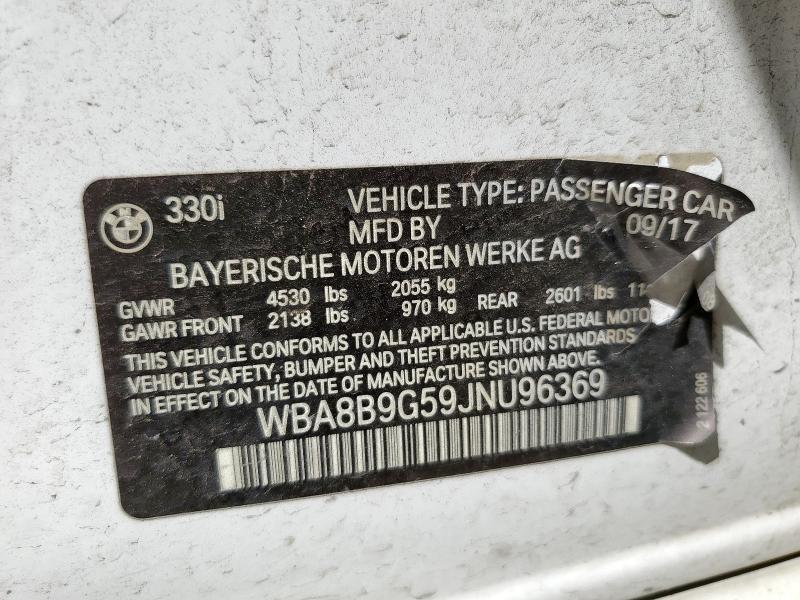 330i VEHICLE TYPE: PASSENGER CAR
MFD BY 09/17
BAYERISCHE MOTOREN WERKE AG
GVWR 4530 lbs 2055 kg
GAWR FRONT 2138 lbs 970 kg REAR 2601 lbs
THIS VEHICLE CONFORMS TO ALL APPLICABLE U.S. FEDERAL MOTO
VEHICLE SAFETY, BUMPER AND THEFT PREVENTION STANDARDS
IN EFFECT ON THE DATE OF MANUFACTURE SHOWN ABOVE.
WBA8B9G59JNU96369